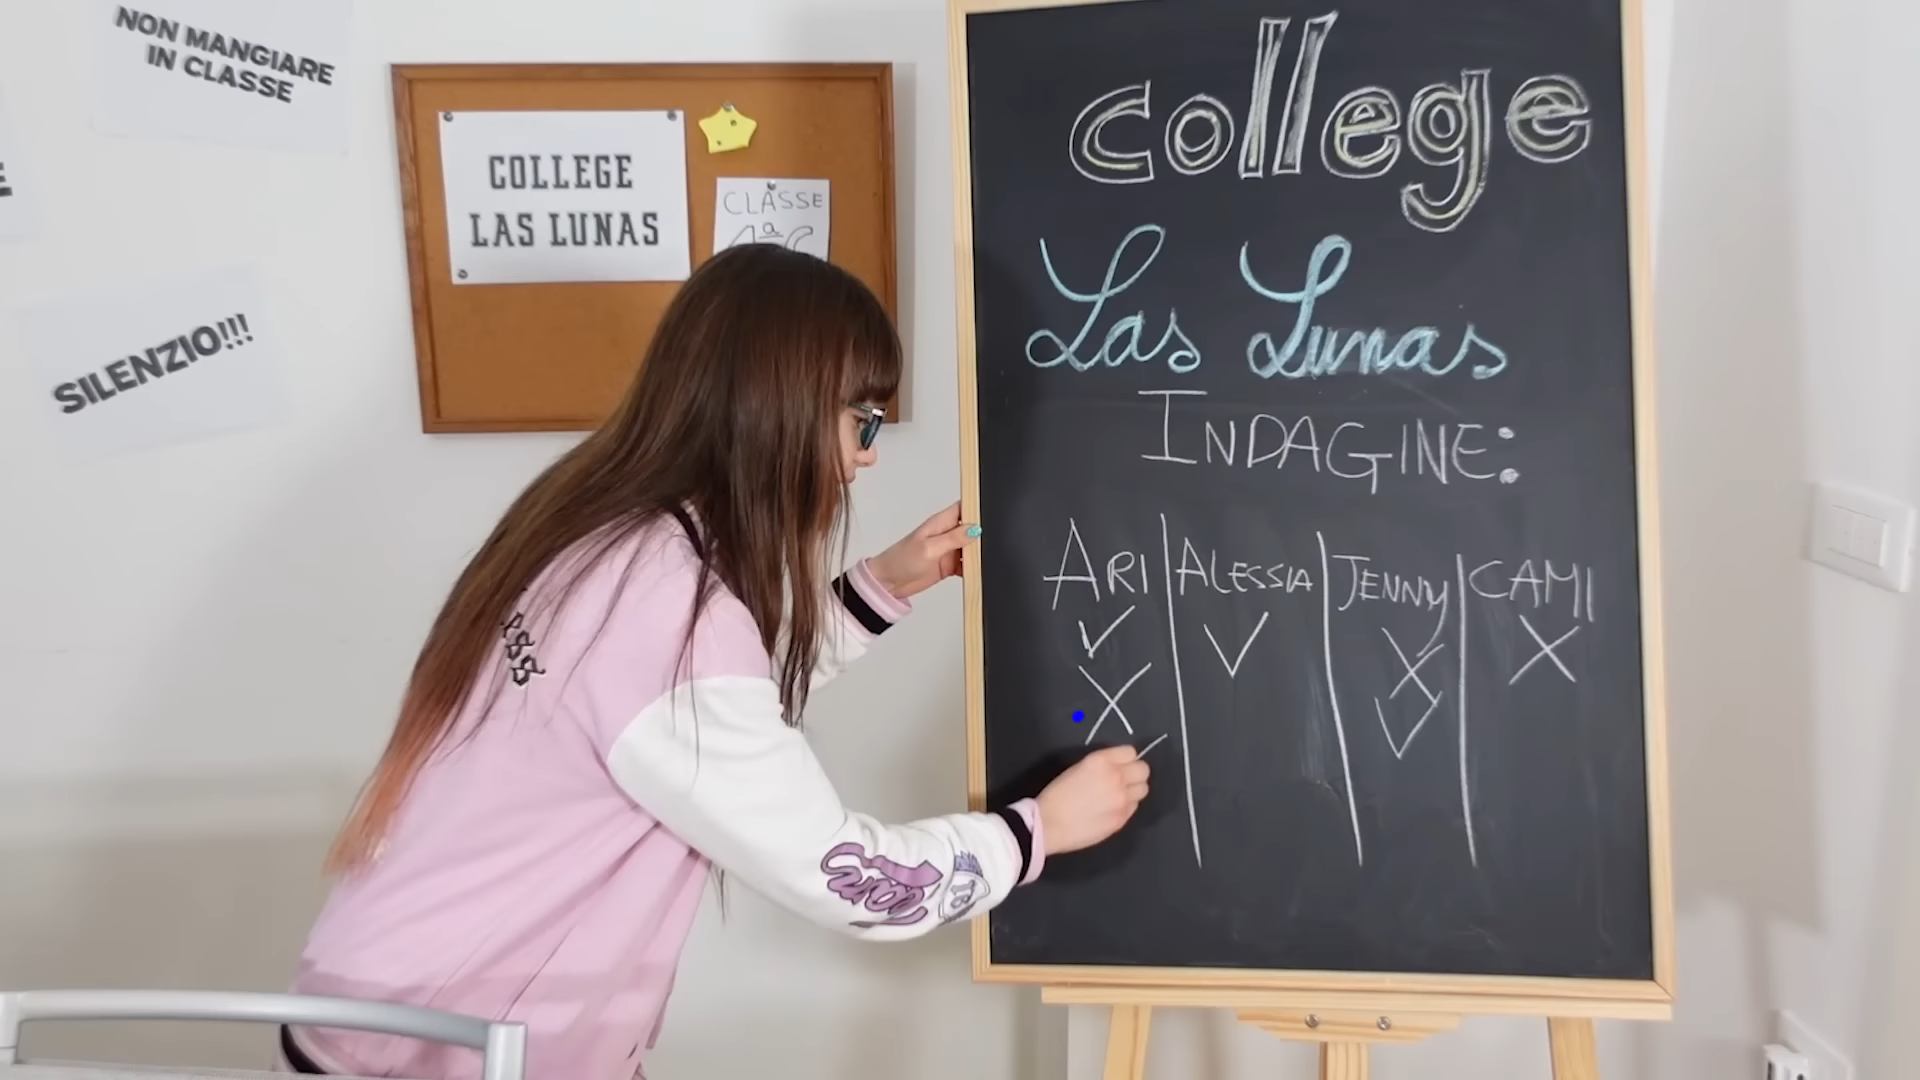 NON MANGIARE
IN CLASSE
SILENZIO!!!
COLLEGE
LAS LUNAS
CLASSE
college
Las Lunas
INDAGINE:
ARI ALESSIA JENNY CAMI